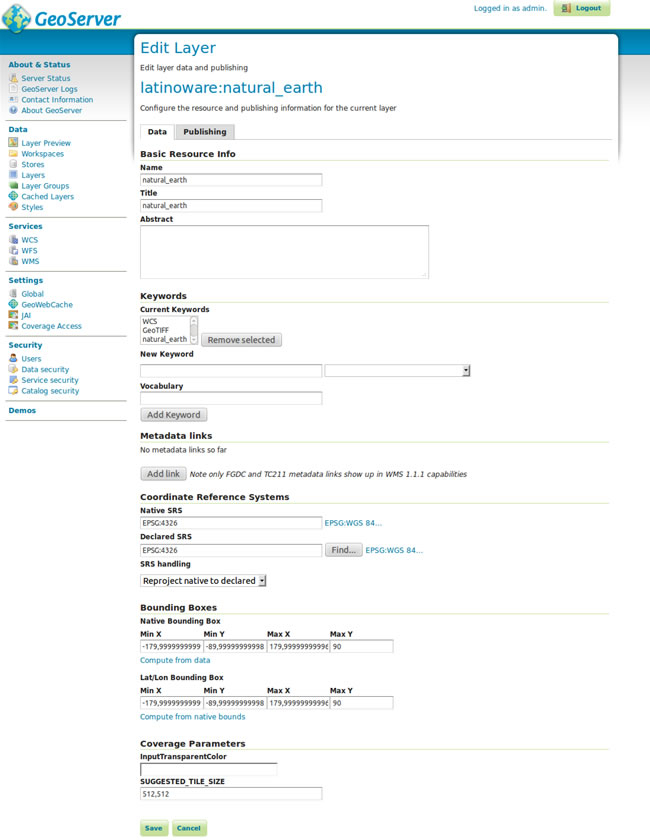 GeoServer
Logged in as admin.
Logout
About & Status
Server Status
GeoServer Logs
Contact Information
About GeoServer
Data
Layer Preview
Workspaces
Stores
Layers
Layer Groups
Cached Layers
Styles
Services
WCS
WFS
WMS
Settings
Global
GeoWebCache
JAI
Coverage Access
Security
Users
Data security
Service security
Catalog security
Demos
Edit Layer
Edit layer data and publishing
latinoware:natural_earth
Configure the resource and publishing information for the current layer
Data Publishing
Basic Resource Info
Name
natural_earth
Title
natural_earth
Abstract
Keywords
Current Keywords
WCS
GeoTIFF
natural_earth
Remove selected
New Keyword
Vocabulary
Add Keyword
Metadata links
No metadata links so far
Add link Note only FGDC and TC211 metadata links show up in WMS 1.1.1 capabilities
Coordinate Reference Systems
Native SRS
EPSG:4326 EPSG:WGS 84...
Declared SRS
EPSG:4326 Find... EPSG:WGS 84...
SRS handling
Reproject native to declared
Bounding Boxes
Native Bounding Box
Min X Min Y Max X Max Y
-179,9999999999 -89,99999999998 179,9999999996 90
Compute from data
Lat/Lon Bounding Box
Min X Min Y Max X Max Y
-179,9999999999 -89,99999999998 179,9999999996 90
Compute from native bounds
Coverage Parameters
InputTransparentColor
SUGGESTED_TILE_SIZE
512,512
Save Cancel